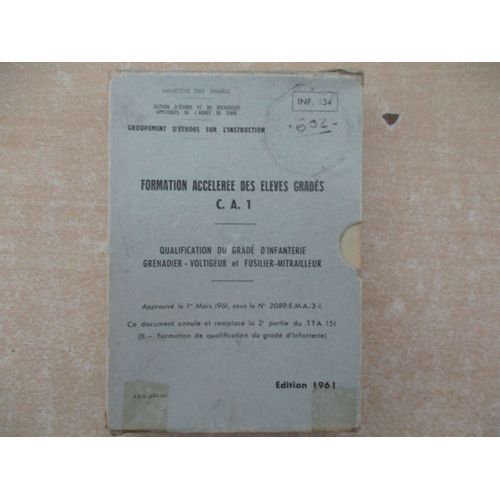 MINISTERE DES ARMÉES
SECTION D'ÉTUDES ET DE RECHERCHES
APPLIQUÉES DE L'ARMÉE DE TERRE
GROUPEMENT D'ÉTUDES SUR L'INSTRUCTION
INF. 134
602
FORMATION ACCELEREE DES ELEVES GRADÉS
C. A. 1
QUALIFICATION DU GRADÉ D'INFANTERIE
GRENADIER - VOLTIGEUR et FUSILIER-MITRAILLEUR
Approuvé le 1er Mars 1961, sous le N° 2089/E.M.A./3-I.
Ce document annule et remplace la 2e partie du TTA 151
(II. — Formation de qualification du gradé d'Infanterie)
Edition 1961